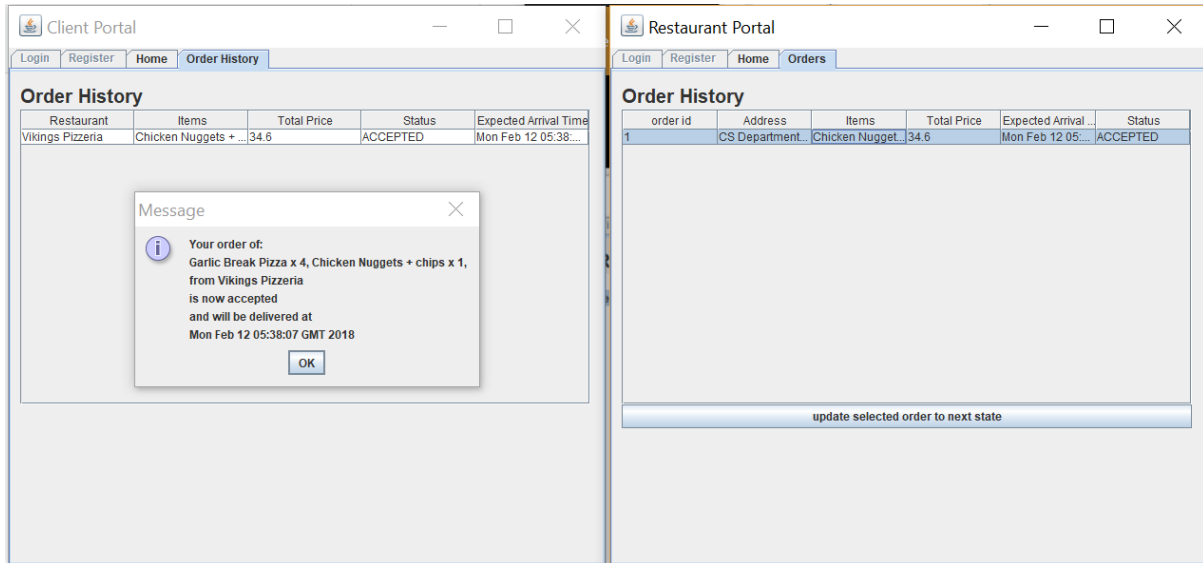 Client Portal
Login Register Home Order History
Order History
Restaurant Items Total Price Status Expected Arrival Time
Vikings Pizzeria Chicken Nuggets + ... 34.6 ACCEPTED Mon Feb 12 05:38:...
Message
Your order of:
Garlic Break Pizza x 4, Chicken Nuggets + chips x 1,
from Vikings Pizzeria
is now accepted
and will be delivered at
Mon Feb 12 05:38:07 GMT 2018
OK
Restaurant Portal
Login Register Home Orders
Order History
order id Address Items Total Price Expected Arrival ... Status
1 CS Department... Chicken Nugget... 34.6 Mon Feb 12 05:... ACCEPTED
update selected order to next state